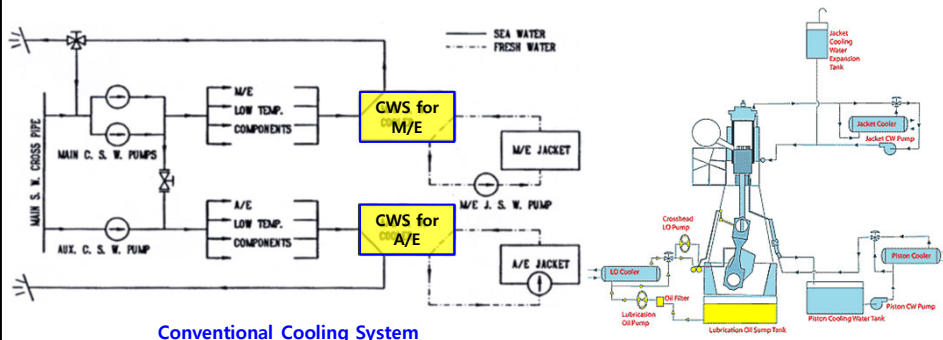 SEA WATER
FRESH WATER
MAIN S. W. CROSS PIPE
M/E
LOW TEMP.
COMPONENTS
CWS for
M/E
COOLER
MAIN C. S. W. PUMPS
M/E JACKET
M/E J. S. W. PUMP
A/E
LOW TEMP.
COMPONENTS
CWS for
A/E
COOLER
AUX. C. S. W. PUMP
A/E JACKET
Conventional Cooling System
Jacket
Cooling
Water
Expansion
Tank
Jacket Cooler
Jacket CW Pump
Crosshead
LO Pump
LO Cooler
Oil Filter
Lubrication
Oil Pump
Lubrication Oil Sump Tank
Piston Cooler
Piston CW Pump
Piston Cooling Water Tank